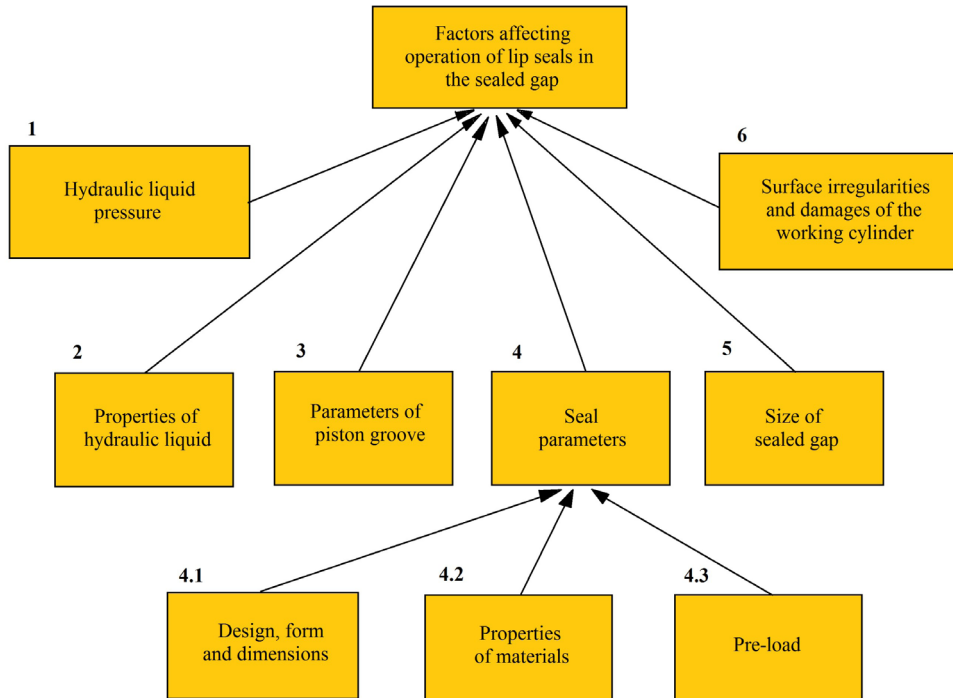 Factors affecting
operation of lip seals in
the sealed gap
1
Hydraulic liquid
pressure
6
Surface irregularities
and damages of the
working cylinder
2
Properties of
hydraulic liquid
3
Parameters of
piston groove
4
Seal
parameters
5
Size of
sealed gap
4.1
Design, form
and dimensions
4.2
Properties
of materials
4.3
Pre-load